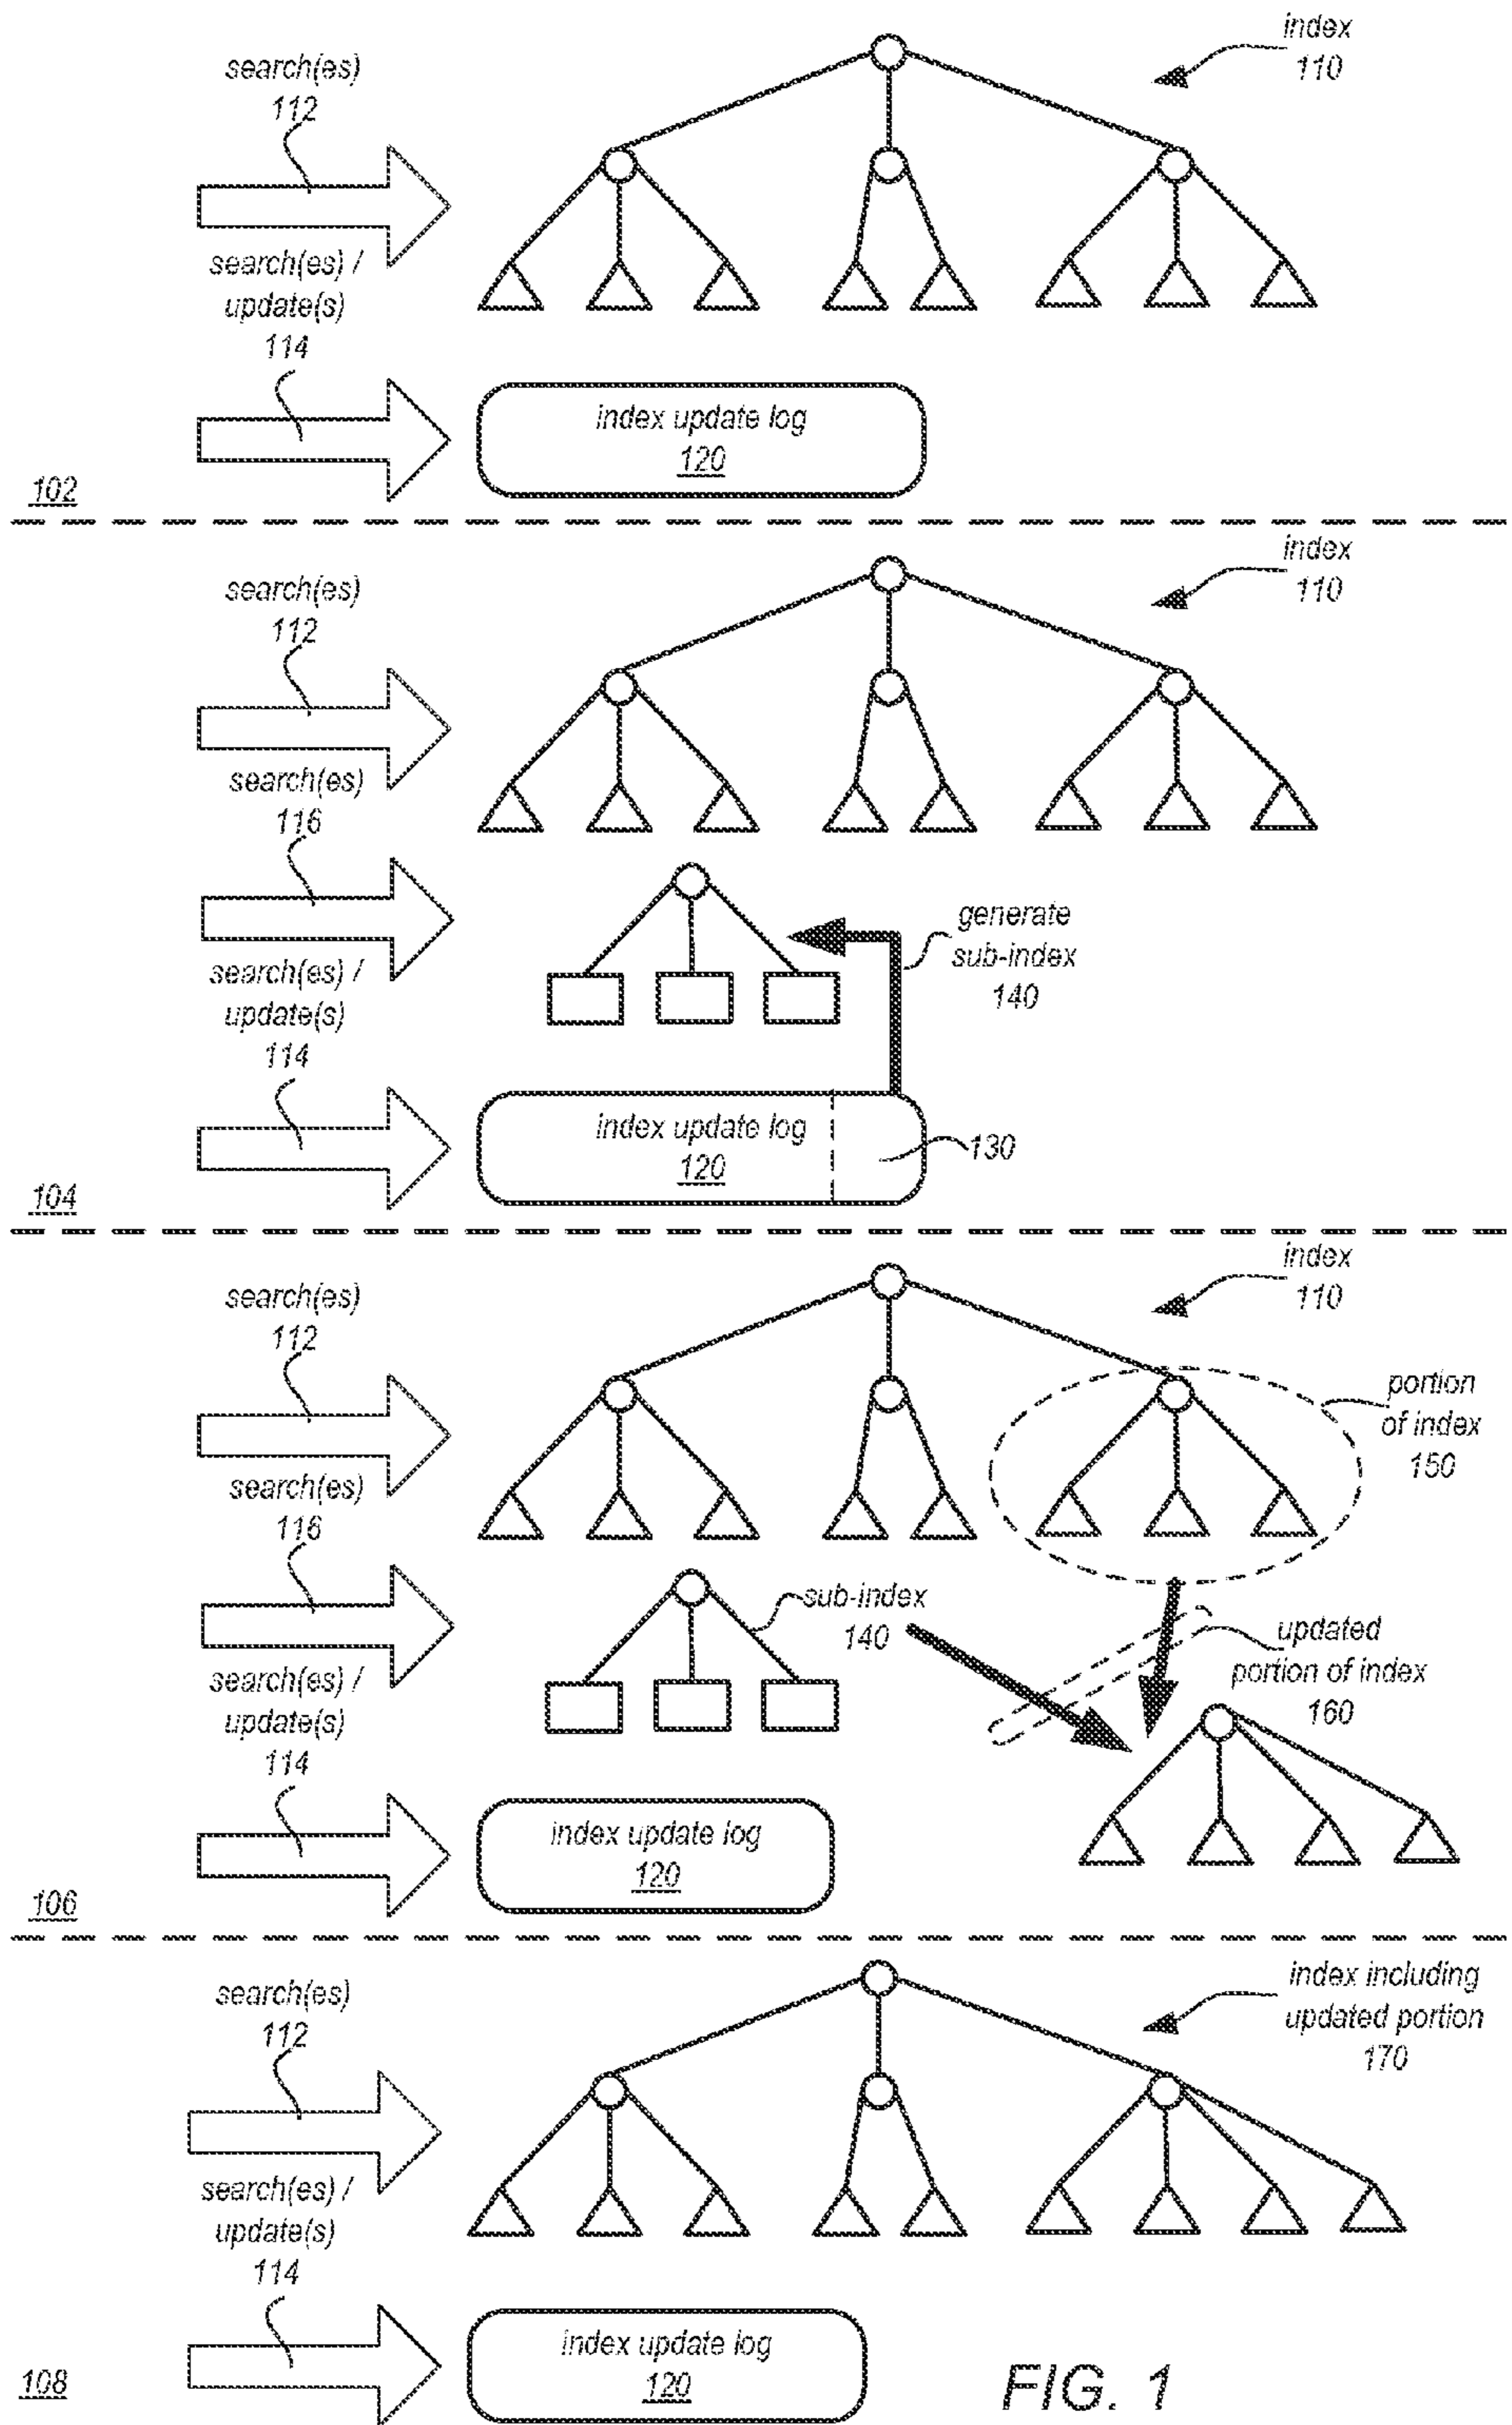 search(es)
112
index
110
search(es) /
update(s)
114
index update log
120
102
search(es)
112
index
110
search(es)
116
generate
sub-index
140
search(es) /
update(s)
114
index update log
120
130
104
search(es)
112
index
110
portion
of index
150
search(es)
116
sub-index
140
updated
portion of index
160
search(es) /
update(s)
114
index update log
120
106
search(es)
112
index including
updated portion
170
search(es) /
update(s)
114
index update log
120
108
FIG. 1